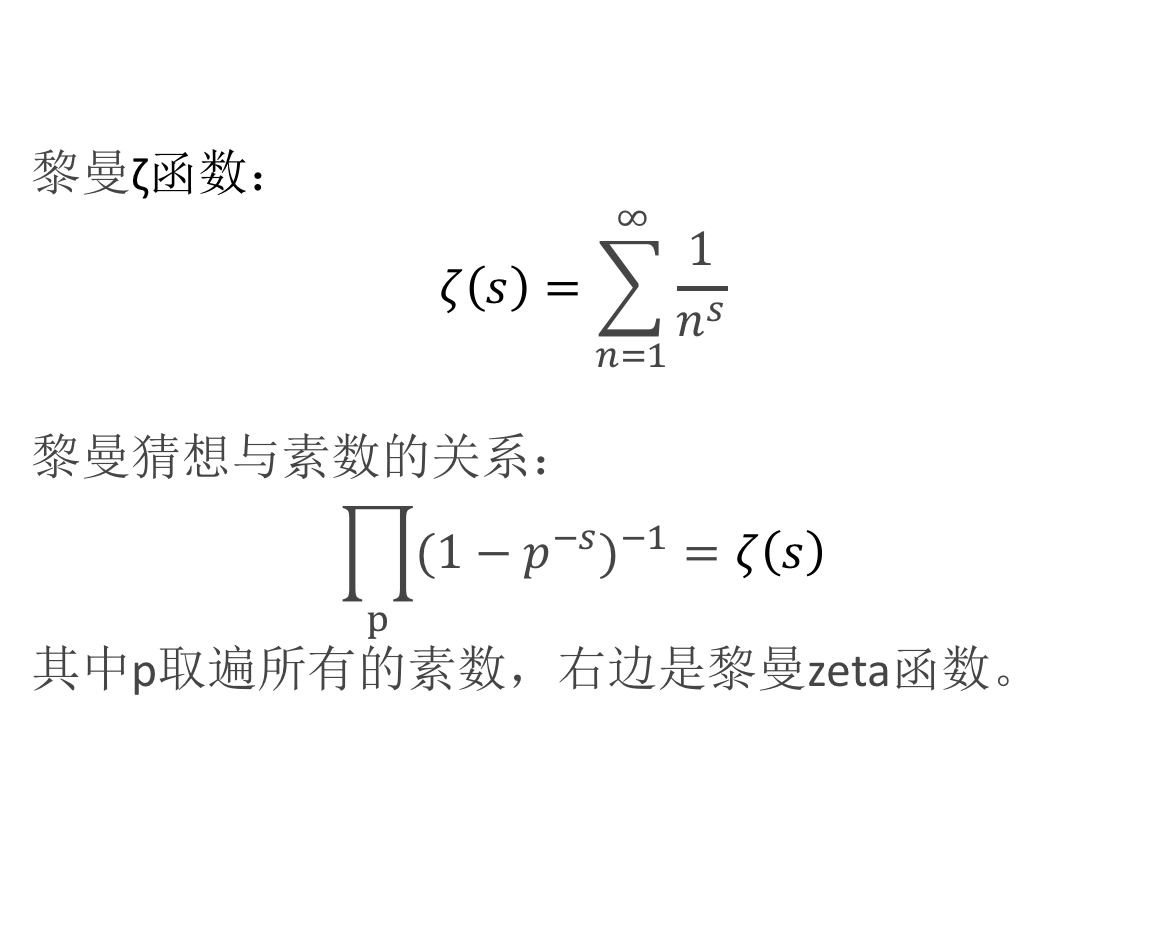 黎曼ζ函数：
ζ(s) = ∑_{n=1}^{∞} 1/n^s
黎曼猜想与素数的关系：
∏_p (1 − p^{−s})^{−1} = ζ(s)
其中p取遍所有的素数，右边是黎曼zeta函数。